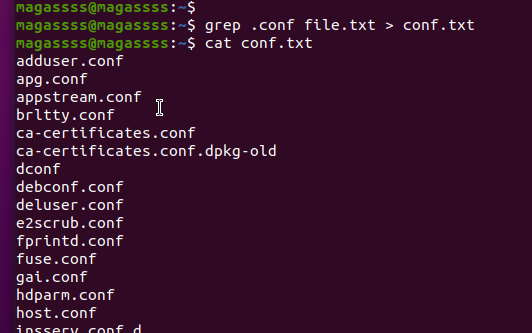 magassss@magassss:~$
magassss@magassss:~$ grep .conf file.txt > conf.txt
magassss@magassss:~$ cat conf.txt
adduser.conf
apg.conf
appstream.conf
brltty.conf
ca-certificates.conf
ca-certificates.conf.dpkg-old
dconf
debconf.conf
deluser.conf
e2scrub.conf
fprintd.conf
fuse.conf
gai.conf
hdparm.conf
host.conf
insserv.conf.d